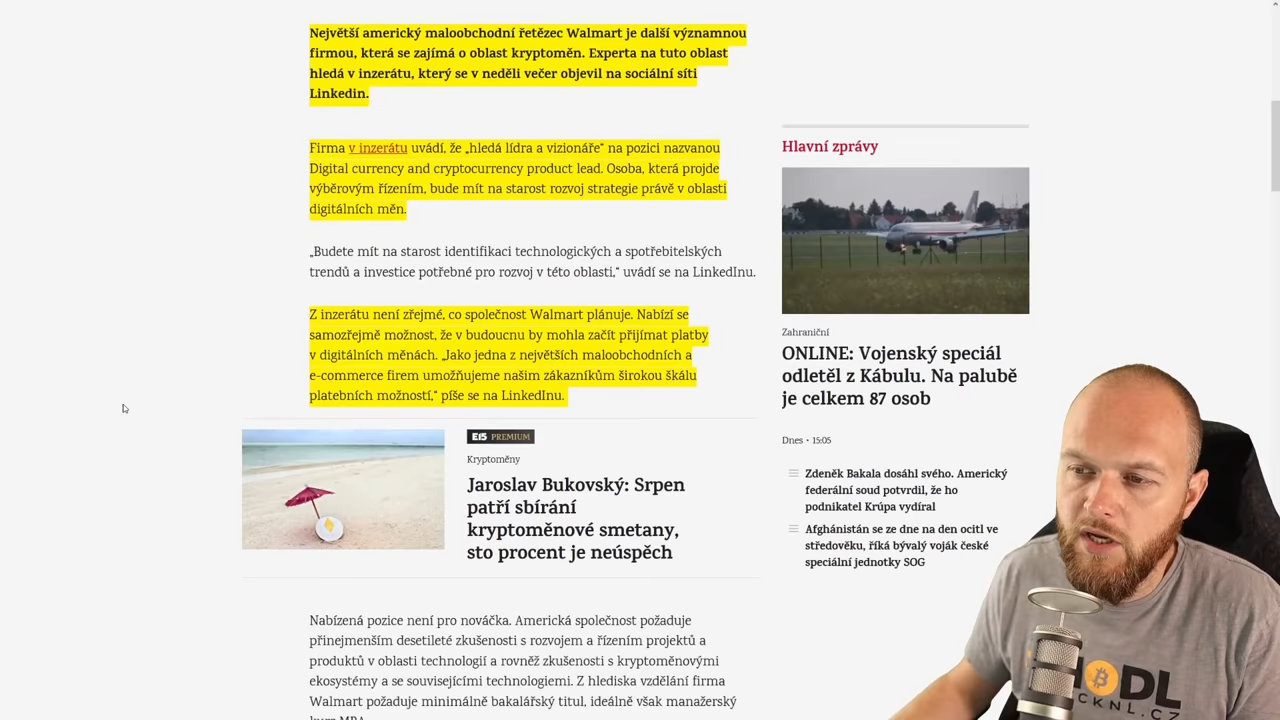 Největší americký maloobchodní řetězec Walmart je další významnou
firmou, která se zajímá o oblast kryptoměn. Experta na tuto oblast
hledá v inzerátu, který se v neděli večer objevil na sociální síti
Linkedin.
Firma v inzerátu uvádí, že „hledá lídra a vizionáře“ na pozici nazvanou
Digital currency and cryptocurrency product lead. Osoba, která projde
výběrovým řízením, bude mít na starost rozvoj strategie právě v oblasti
digitálních měn.
„Budete mít na starost identifikaci technologických a spotřebitelských
trendů a investice potřebné pro rozvoj v této oblasti,“ uvádí se na LinkedInu.
Z inzerátu není zřejmé, co společnost Walmart plánuje. Nabízí se
samozřejmě možnost, že v budoucnu by mohla začít přijímat platby
v digitálních měnách. „Jako jedna z největších maloobchodních a
e-commerce firem umožňujeme našim zákazníkům širokou škálu
platebních možností,“ píše se na LinkedInu.
E15 PREMIUM
Kryptoměny
Jaroslav Bukovský: Srpen
patří sbírání
kryptoměnové smetany,
sto procent je neúspěch
Nabízená pozice není pro nováčka. Americká společnost požaduje
přinejmenším desetileté zkušenosti s rozvojem a řízením projektů a
produktů v oblasti technologií a rovněž zkušenosti s kryptoměnovými
ekosystémy a se souvisejícími technologiemi. Z hlediska vzdělání firma
Walmart požaduje minimálně bakalářský titul, ideálně však manažerský
kurz MBA.
Hlavní zprávy
Zahraniční
ONLINE: Vojenský speciál
odletěl z Kábulu. Na palubě
je celkem 87 osob
Dnes • 15:05
Zdeněk Bakala dosáhl svého. Americký
federální soud potvrdil, že ho
podnikatel Krúpa vydíral
Afghánistán se ze dne na den ocitl ve
středověku, říká bývalý voják české
speciální jednotky SOG
HODL
CKNL.CZ